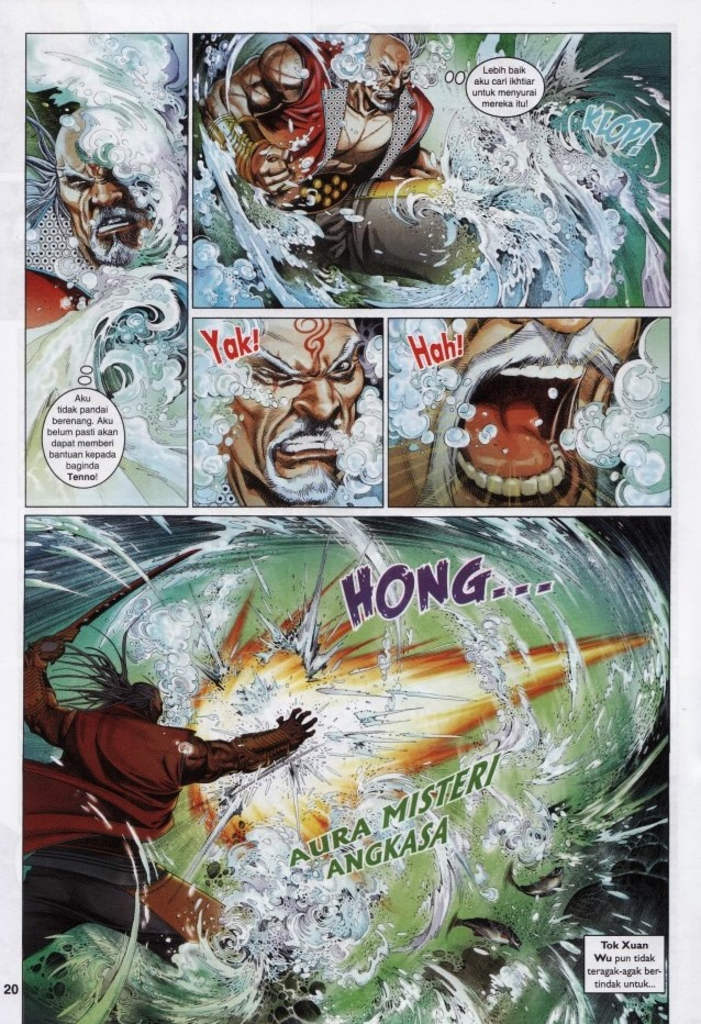 Aku
tidak pandai
berenang. Aku
belum pasti akan
dapat memberi
bantuan kepada
baginda
Tenno!
Lebih baik
aku cari ikhtiar
untuk menyurai
mereka itu!
KLOP!
Yak!
Hah!
HONG...
AURA MISTERI
ANGKASA
Tok Xuan
Wu pun tidak
teragak-agak ber-
tindak untuk...
20